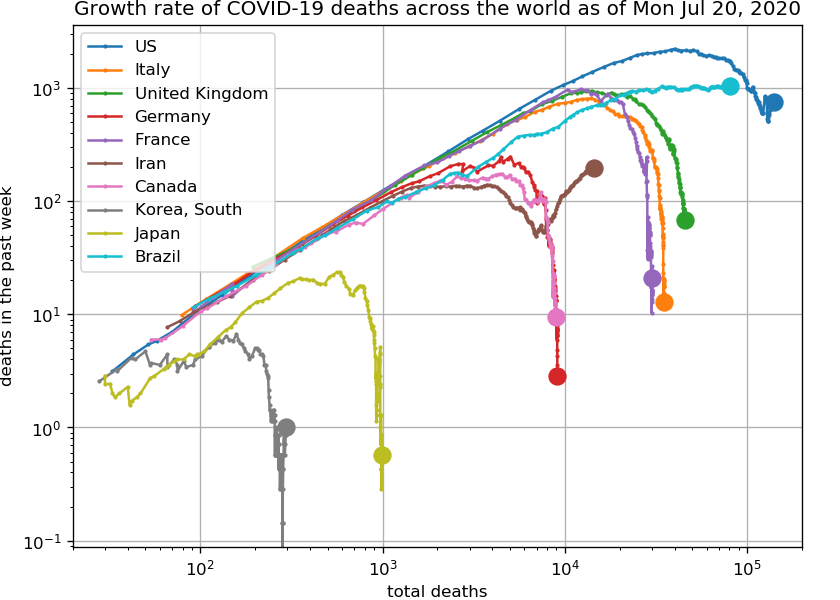 Growth rate of COVID-19 deaths across the world as of Mon Jul 20, 2020
US
Italy
United Kingdom
Germany
France
Iran
Canada
Korea, South
Japan
Brazil
deaths in the past week
10³
10²
10¹
10⁰
10⁻¹
10²
10³
10⁴
10⁵
total deaths